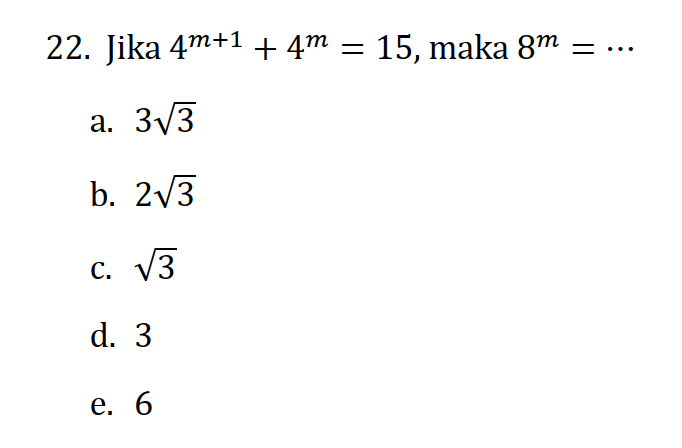 22. Jika 4^{m+1} + 4^m = 15, maka 8^m = ⋯
a. 3√3
b. 2√3
c. √3
d. 3
e. 6